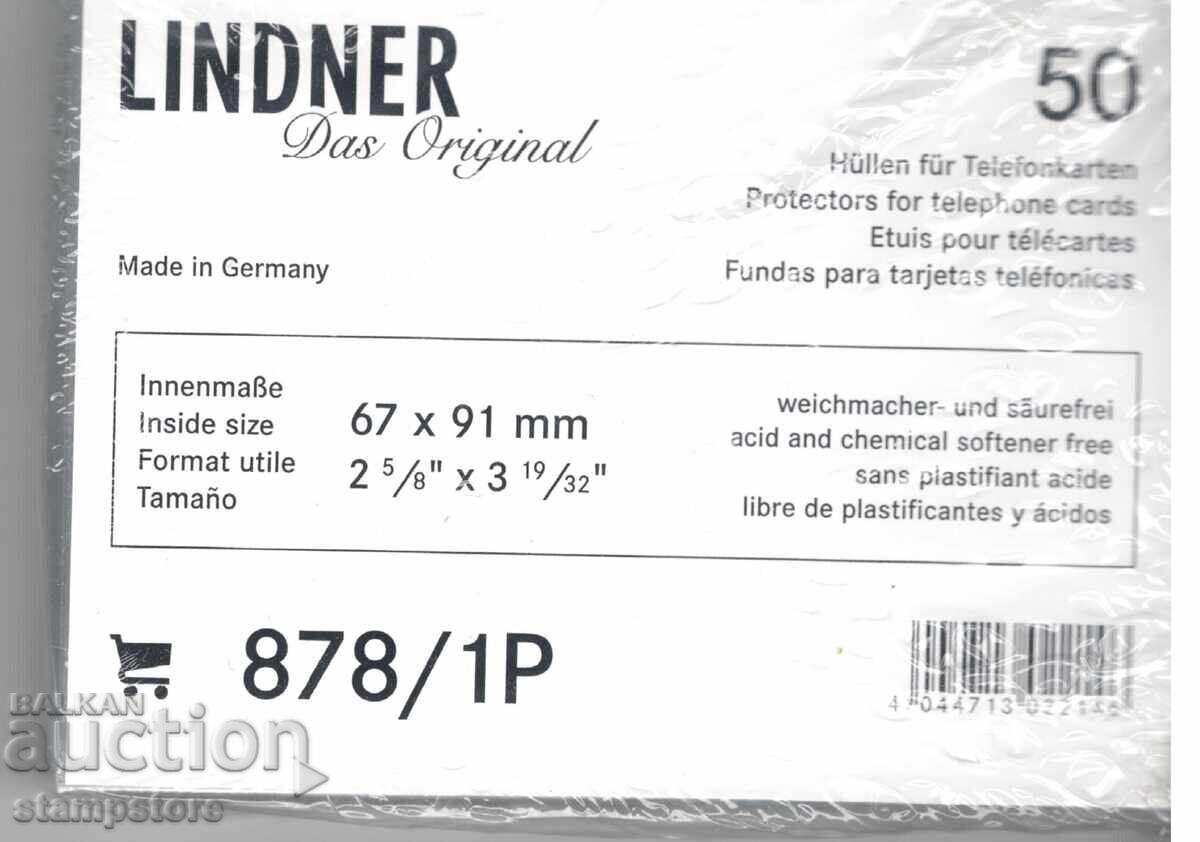 LINDNER
Das Original
50
Hüllen für Telefonkarten
Protectors for telephone cards
Etuis pour télécartes
Fundas para tarjetas teléfonicas
Made in Germany
Innenmaße
Inside size
Format utile
Tamaño
67 x 91 mm
2 5/8" x 3 19/32"
weichmacher- und säurefrei
acid and chemical softener free
sans plastifiant acide
libre de plastificantes y ácidos
878/1P
BALKAN
auction
stampstore